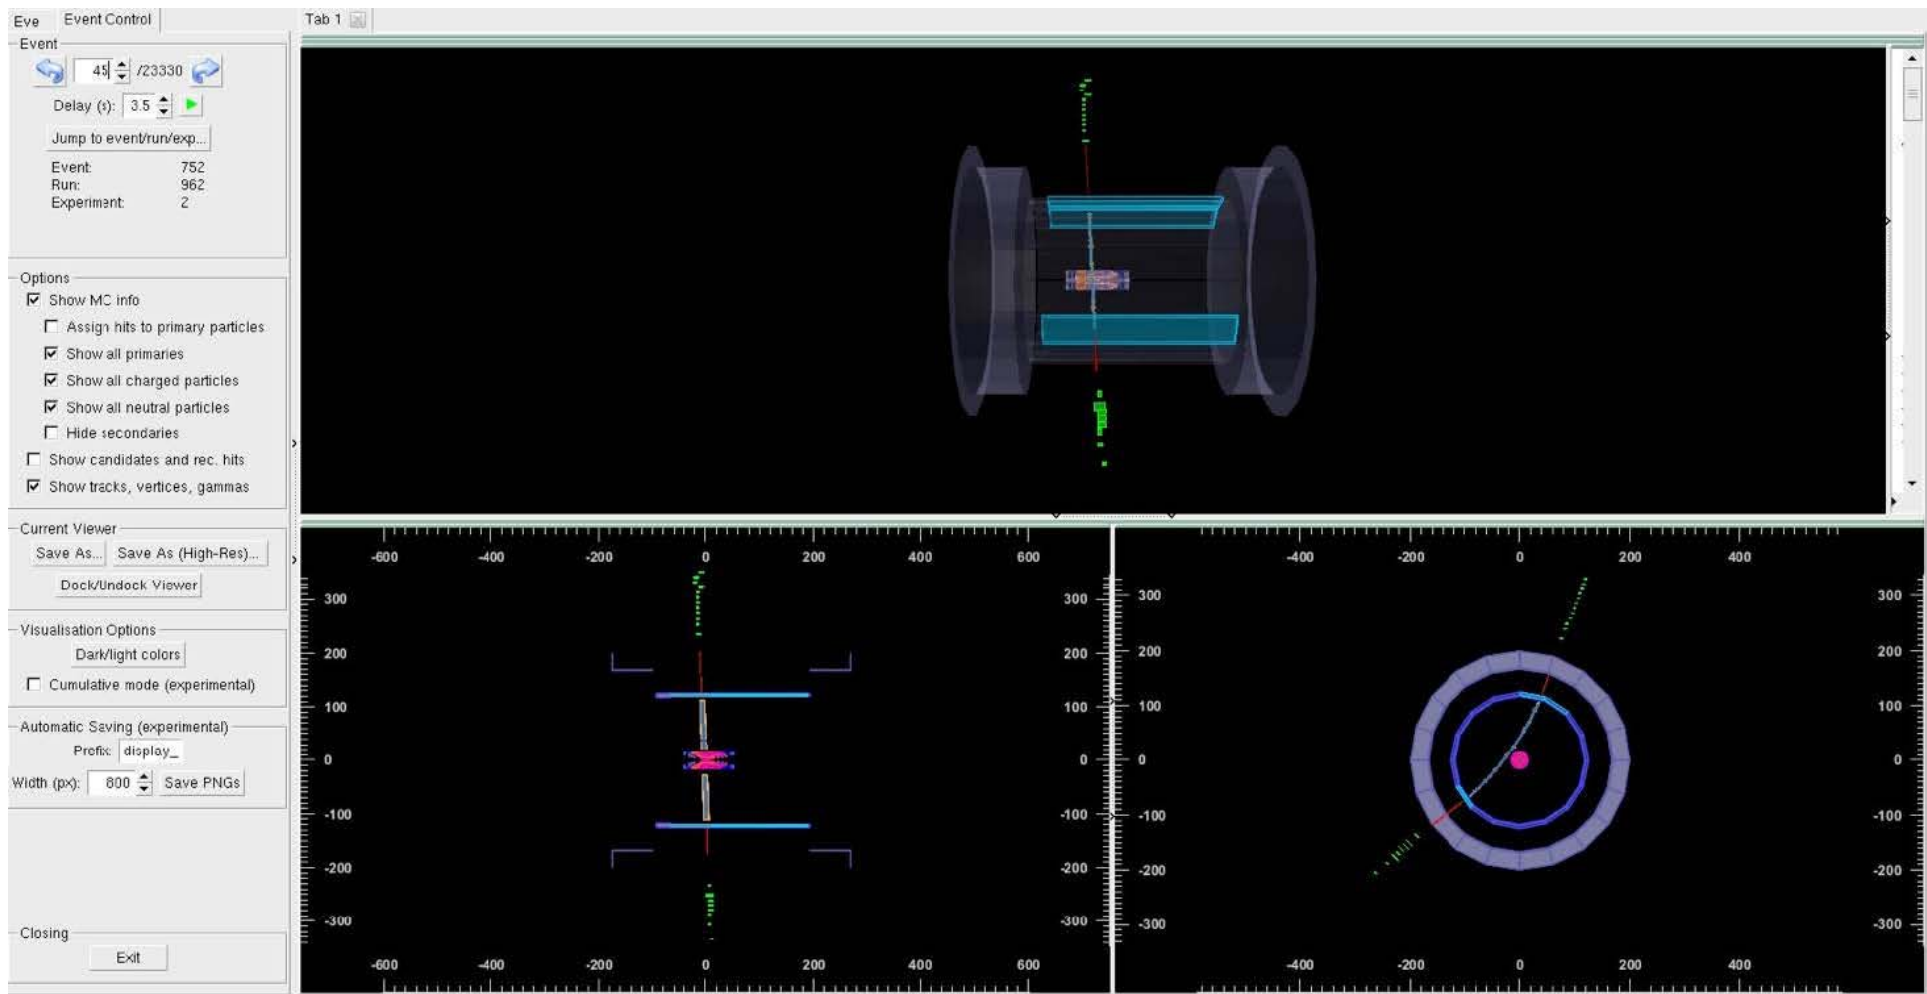 Eve Event Control Tab 1
Event
45 /23330
Delay (s): 3.5
Jump to event/run/exp...
Event: 752
Run: 962
Experiment: 2
Options
Show MC info
Assign hits to primary particles
Show all primaries
Show all charged particles
Show all neutral particles
Hide secondaries
Show candidates and rec. hits
Show tracks, vertices, gammas
Current Viewer
Save As... Save As (High-Res)...
Dock/Undock Viewer
Visualisation Options
Dark/light colors
Cumulative mode (experimental)
Automatic Saving (experimental)
Prefix: display_
Width (px): 800 Save PNGs
Closing
Exit
-600 -400 -200 0 200 400 600
300 300
200 200
100 100
0 0
-100 -100
-200 -200
-300 -300
-600 -400 -200 0 200 400 600
-400 -200 0 200 400
300 300
200 200
100 100
0 0
-100 -100
-200 -200
-300 -300
-400 -200 0 200 400